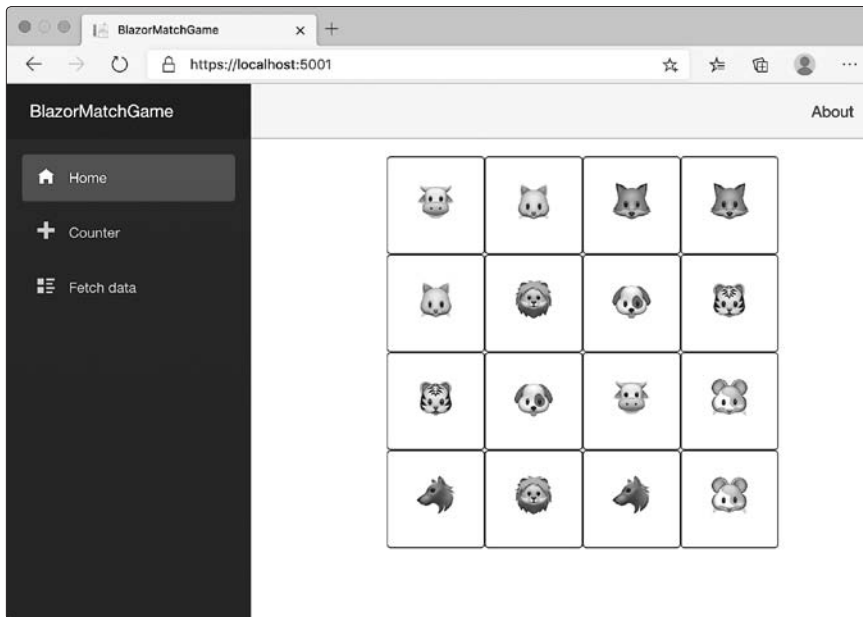 BlazorMatchGame
https://localhost:5001
BlazorMatchGame
About
Home
Counter
Fetch data